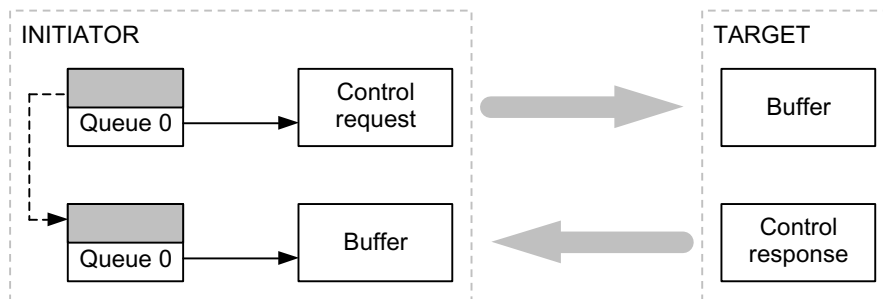 INITIATOR
TARGET
Queue 0
Control
request
Buffer
Queue 0
Buffer
Control
response